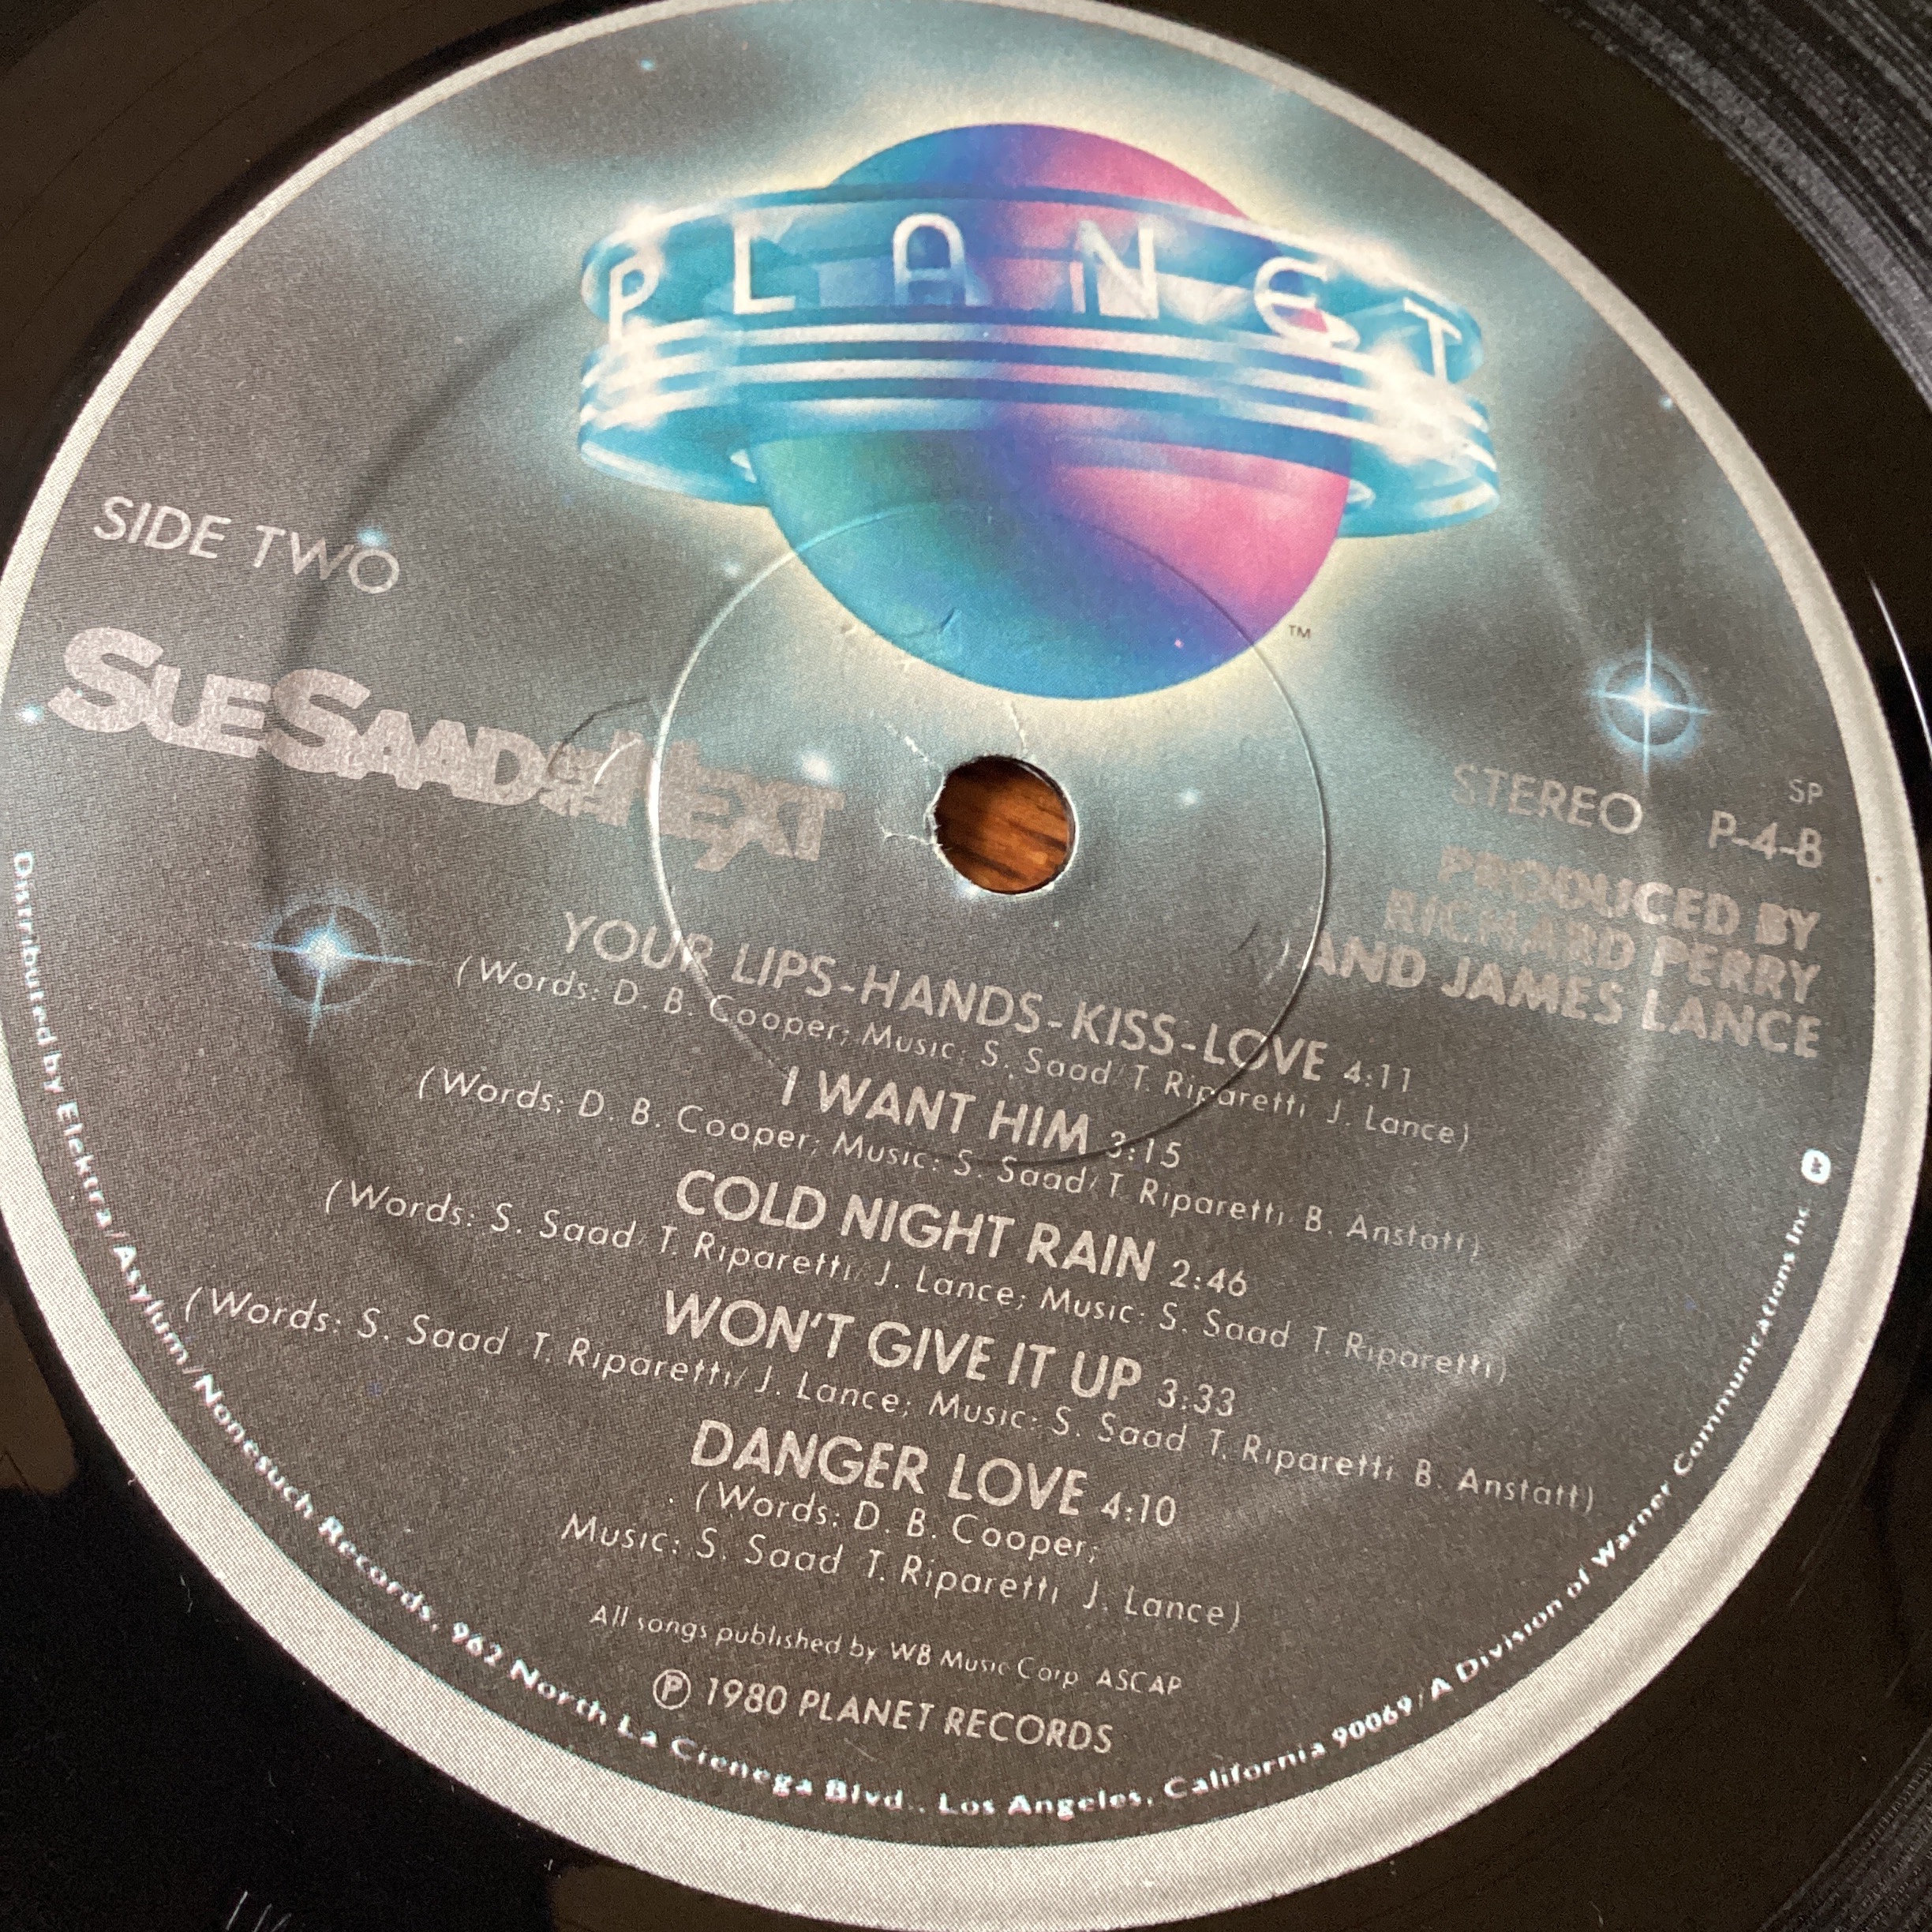 PLANET
TM
SIDE TWO
SUE SAAD AND THE NEXT
SP
STEREO P-4-B
PRODUCED BY
RICHARD PERRY
AND JAMES LANCE
YOUR LIPS-HANDS-KISS-LOVE 4:11
(Words: D. B. Cooper; Music: S. Saad/T. Riparetti/J. Lance)
I WANT HIM 3:15
(Words: D. B. Cooper; Music: S. Saad/T. Riparetti/B. Anstatt)
COLD NIGHT RAIN 2:46
(Words: S. Saad/T. Riparetti/J. Lance; Music: S. Saad/T. Riparetti)
WON'T GIVE IT UP 3:33
(Words: S. Saad/T. Riparetti/J. Lance; Music: S. Saad/T. Riparetti/B. Anstatt)
DANGER LOVE 4:10
(Words: D. B. Cooper;
Music: S. Saad/T. Riparetti/J. Lance)
All songs published by WB Music Corp. ASCAP
Ⓟ 1980 PLANET RECORDS
Distributed by Elektra/Asylum/Nonesuch Records, 962 North La Cienega Blvd., Los Angeles, California 90069/A Division of Warner Communications Inc.